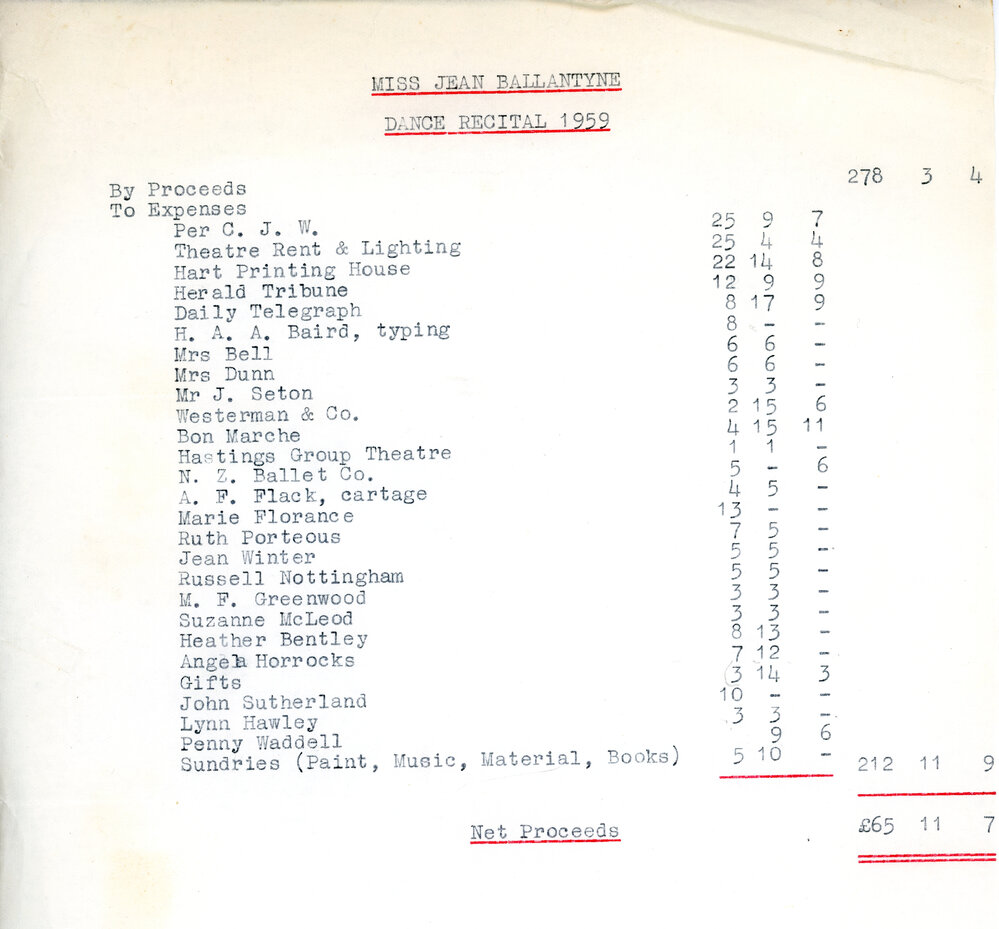 MISS JEAN BALLANTYNE
DANCE RECITAL 1959
By Proceeds 278 3 4
To Expenses
Per C. J. W. 25 9 7
Theatre Rent & Lighting 25 4 4
Hart Printing House 22 14 8
Herald Tribune 12 9 9
Daily Telegraph 8 17 9
H. A. A. Baird, typing 8 - -
Mrs Bell 6 6 -
Mrs Dunn 6 6 -
Mr J. Seton 3 3 -
Westerman & Co. 2 15 6
Bon Marche 4 15 11
Hastings Group Theatre 1 1 -
N. Z. Ballet Co. 5 - 6
A. F. Flack, cartage 4 5 -
Marie Florance 13 - -
Ruth Porteous 7 5 -
Jean Winter 5 5 -
Russell Nottingham 5 5 -
M. F. Greenwood 3 3 -
Suzanne McLeod 3 3 -
Heather Bentley 8 13 -
Angela Horrocks 7 12 -
Gifts 3 14 3
John Sutherland 10 - -
Lynn Hawley 3 3 -
Penny Waddell 9 6
Sundries (Paint, Music, Material, Books) 5 10 - 212 11 9
Net Proceeds £65 11 7